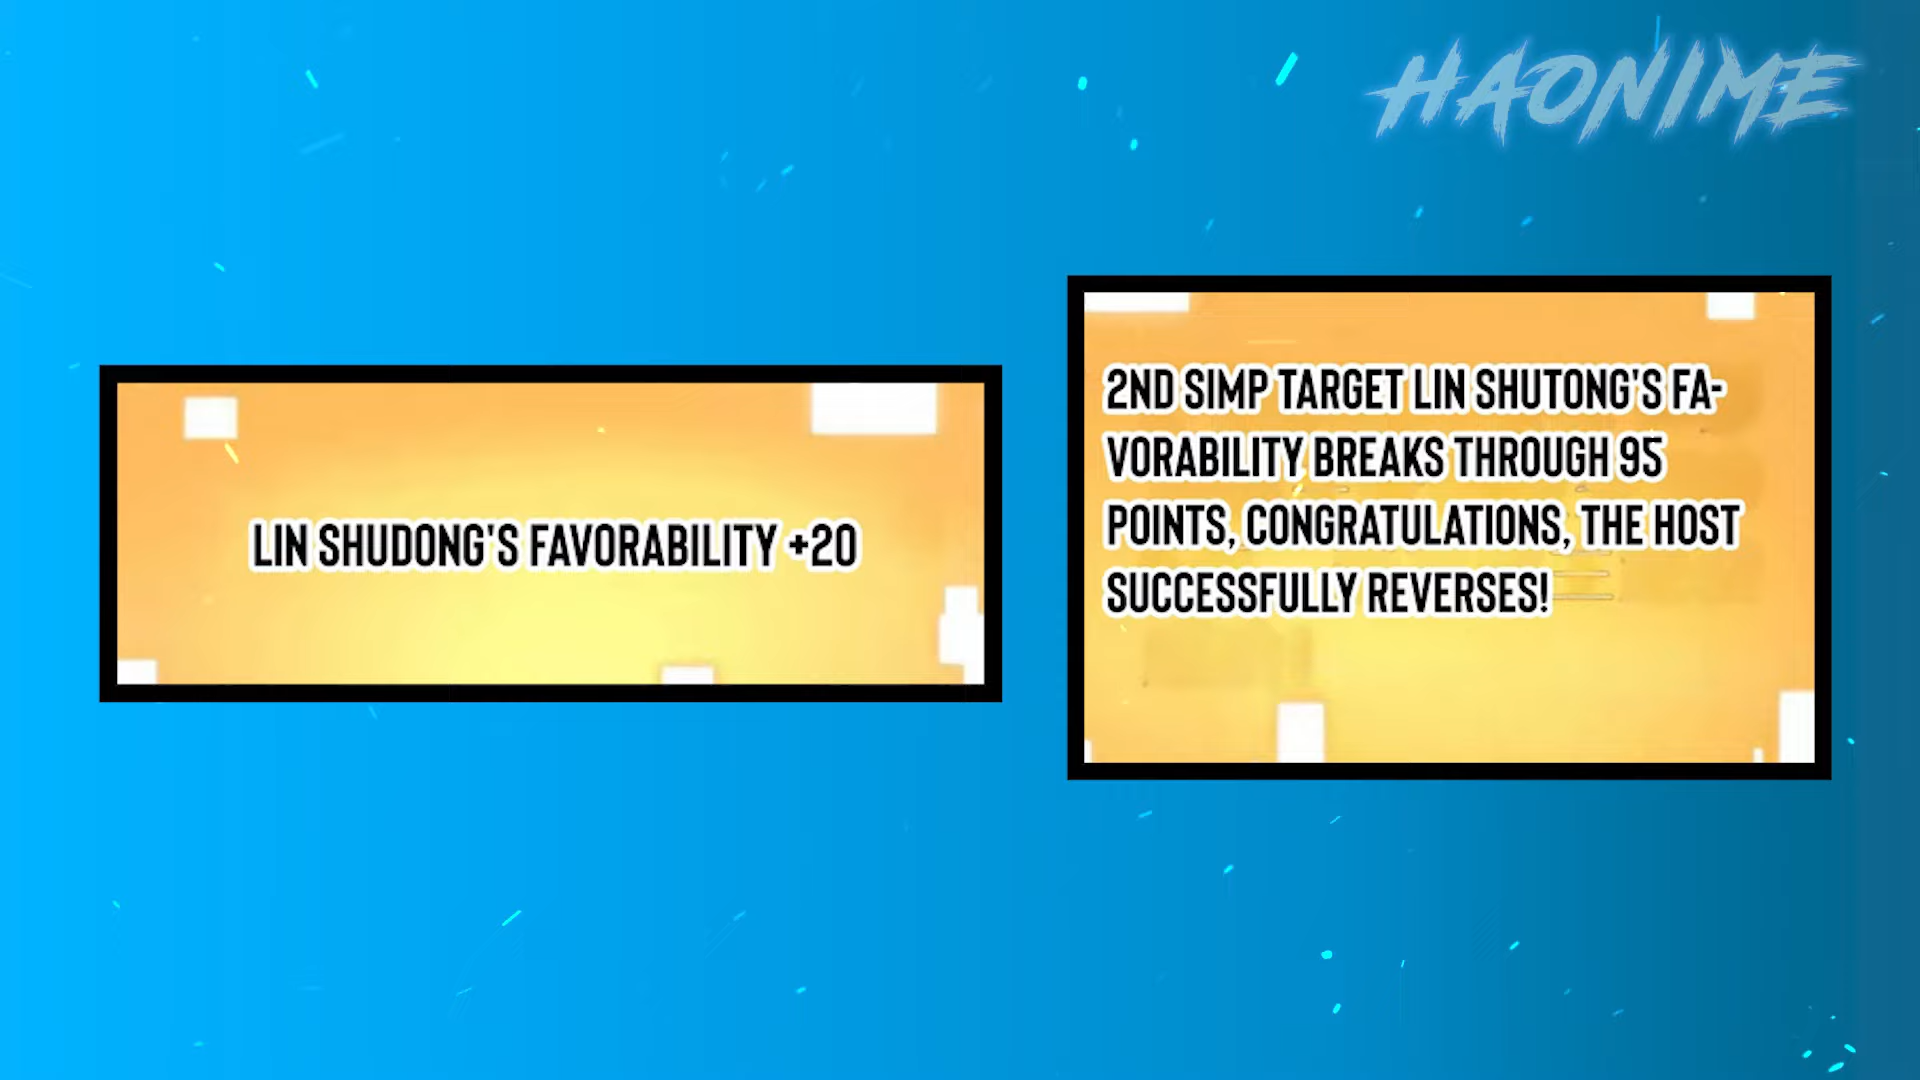 HAONIME
LIN SHUDONG'S FAVORABILITY +20
2ND SIMP TARGET LIN SHUTONG'S FA-
VORABILITY BREAKS THROUGH 95
POINTS, CONGRATULATIONS, THE HOST
SUCCESSFULLY REVERSES!